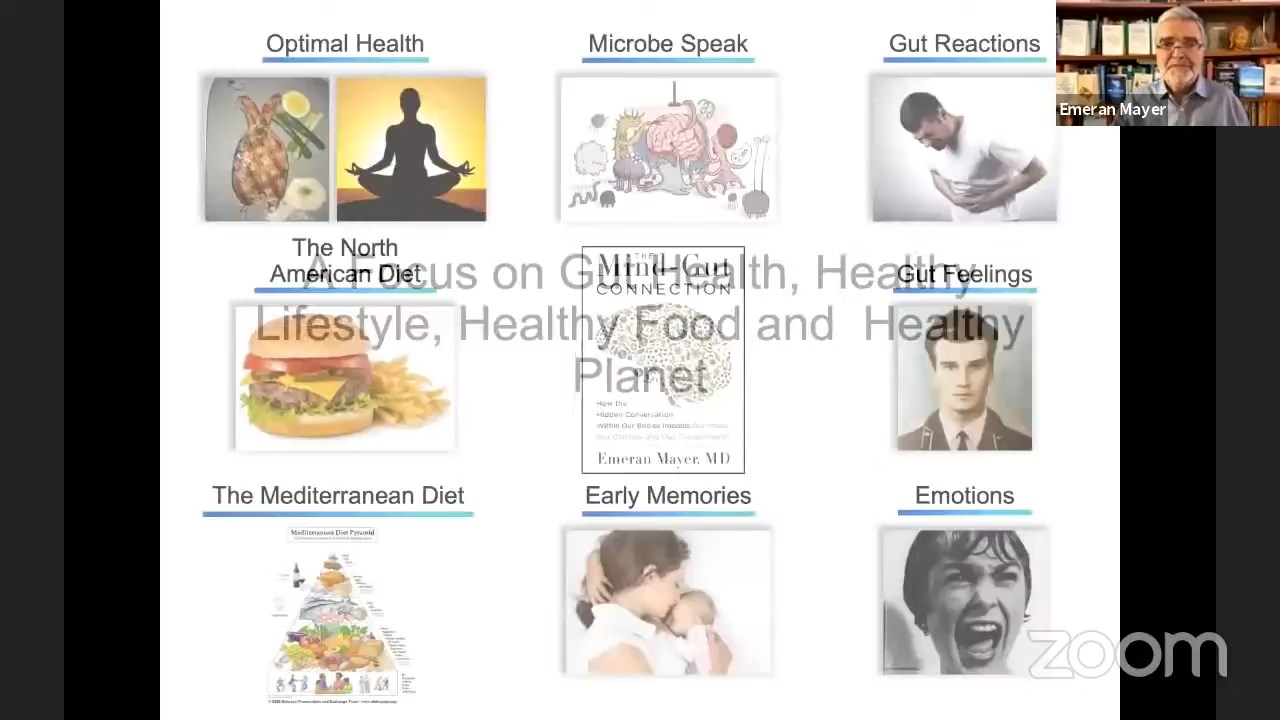 Optimal Health
Microbe Speak
Gut Reactions
Emeran Mayer
The North
American Diet
A Focus on Gut Health, Healthy
Lifestyle, Healthy Food and Healthy
Planet
THE
Mind-Gut
CONNECTION
How the
Hidden Conversation
Within Our Bodies Impacts Our Mood,
Our Choices, and Our Overall Health
Emeran Mayer, MD
Gut Feelings
The Mediterranean Diet
Early Memories
Emotions
Mediterranean Diet Pyramid
zoom